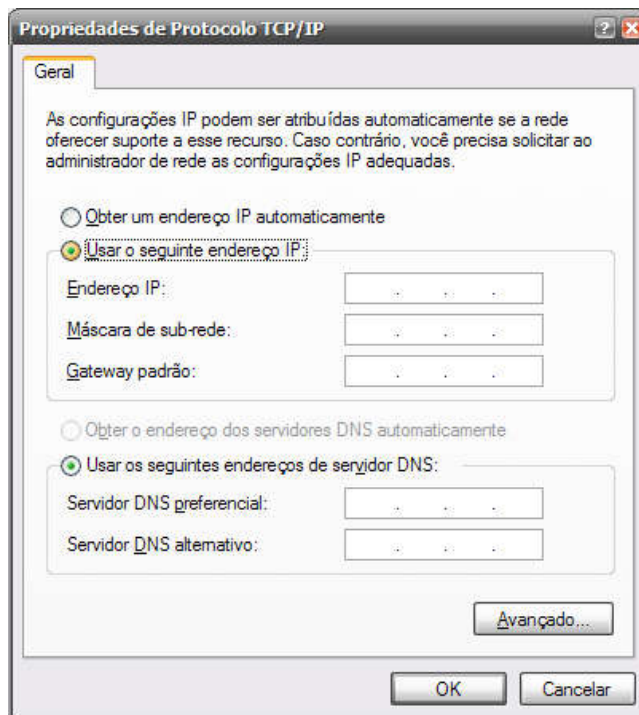 Propriedades de Protocolo TCP/IP
Geral
As configurações IP podem ser atribuídas automaticamente se a rede
oferecer suporte a esse recurso. Caso contrário, você precisa solicitar ao
administrador de rede as configurações IP adequadas.
Obter um endereço IP automaticamente
Usar o seguinte endereço IP:
Endereço IP:
Máscara de sub-rede:
Gateway padrão:
Obter o endereço dos servidores DNS automaticamente
Usar os seguintes endereços de servidor DNS:
Servidor DNS preferencial:
Servidor DNS alternativo:
Avançado...
OK Cancelar